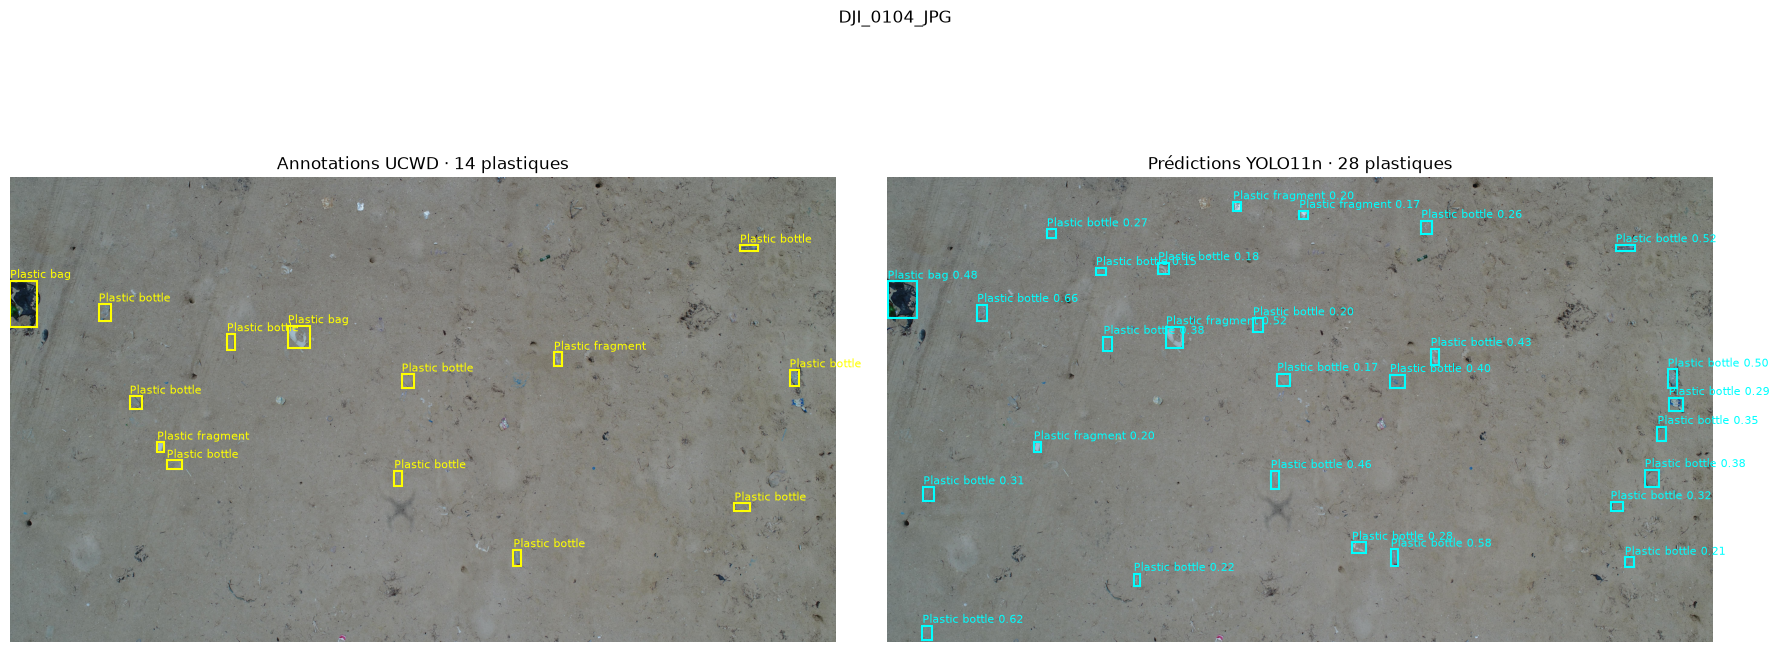 DJI_0104_JPG
Annotations UCWD · 14 plastiques
Plastic bottle
Plastic bag
Plastic bottle
Plastic bottle
Plastic bag
Plastic fragment
Plastic bottle
Plastic bottle
Plastic bottle
Plastic fragment
Plastic bottle
Plastic bottle
Plastic bottle
Plastic bottle
Prédictions YOLO11n · 28 plastiques
Plastic fragment 0.20
Plastic fragment 0.17
Plastic bottle 0.26
Plastic bottle 0.27
Plastic bottle 0.52
Plastic bottle 0.18
Plastic bottle 0.15
Plastic bag 0.48
Plastic bottle 0.66
Plastic bottle 0.20
Plastic fragment 0.52
Plastic bottle 0.38
Plastic bottle 0.43
Plastic bottle 0.50
Plastic bottle 0.17
Plastic bottle 0.40
Plastic bottle 0.29
Plastic bottle 0.35
Plastic fragment 0.20
Plastic bottle 0.46
Plastic bottle 0.38
Plastic bottle 0.31
Plastic bottle 0.32
Plastic bottle 0.28
Plastic bottle 0.58
Plastic bottle 0.21
Plastic bottle 0.22
Plastic bottle 0.62